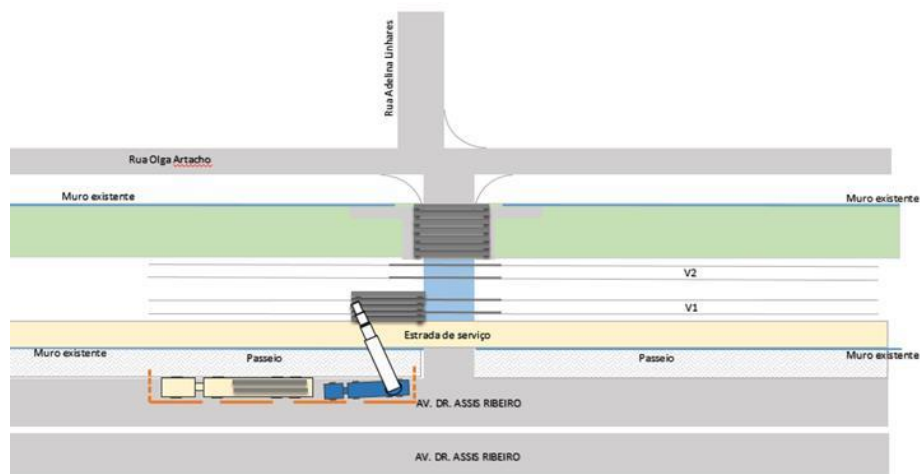 Rua Adelina Linhares
Rua Olga Artacho
Muro existente
Muro existente
V2
V1
Estrada de serviço
Muro existente
Passeio
Passeio
Muro existente
AV. DR. ASSIS RIBEIRO
AV. DR. ASSIS RIBEIRO